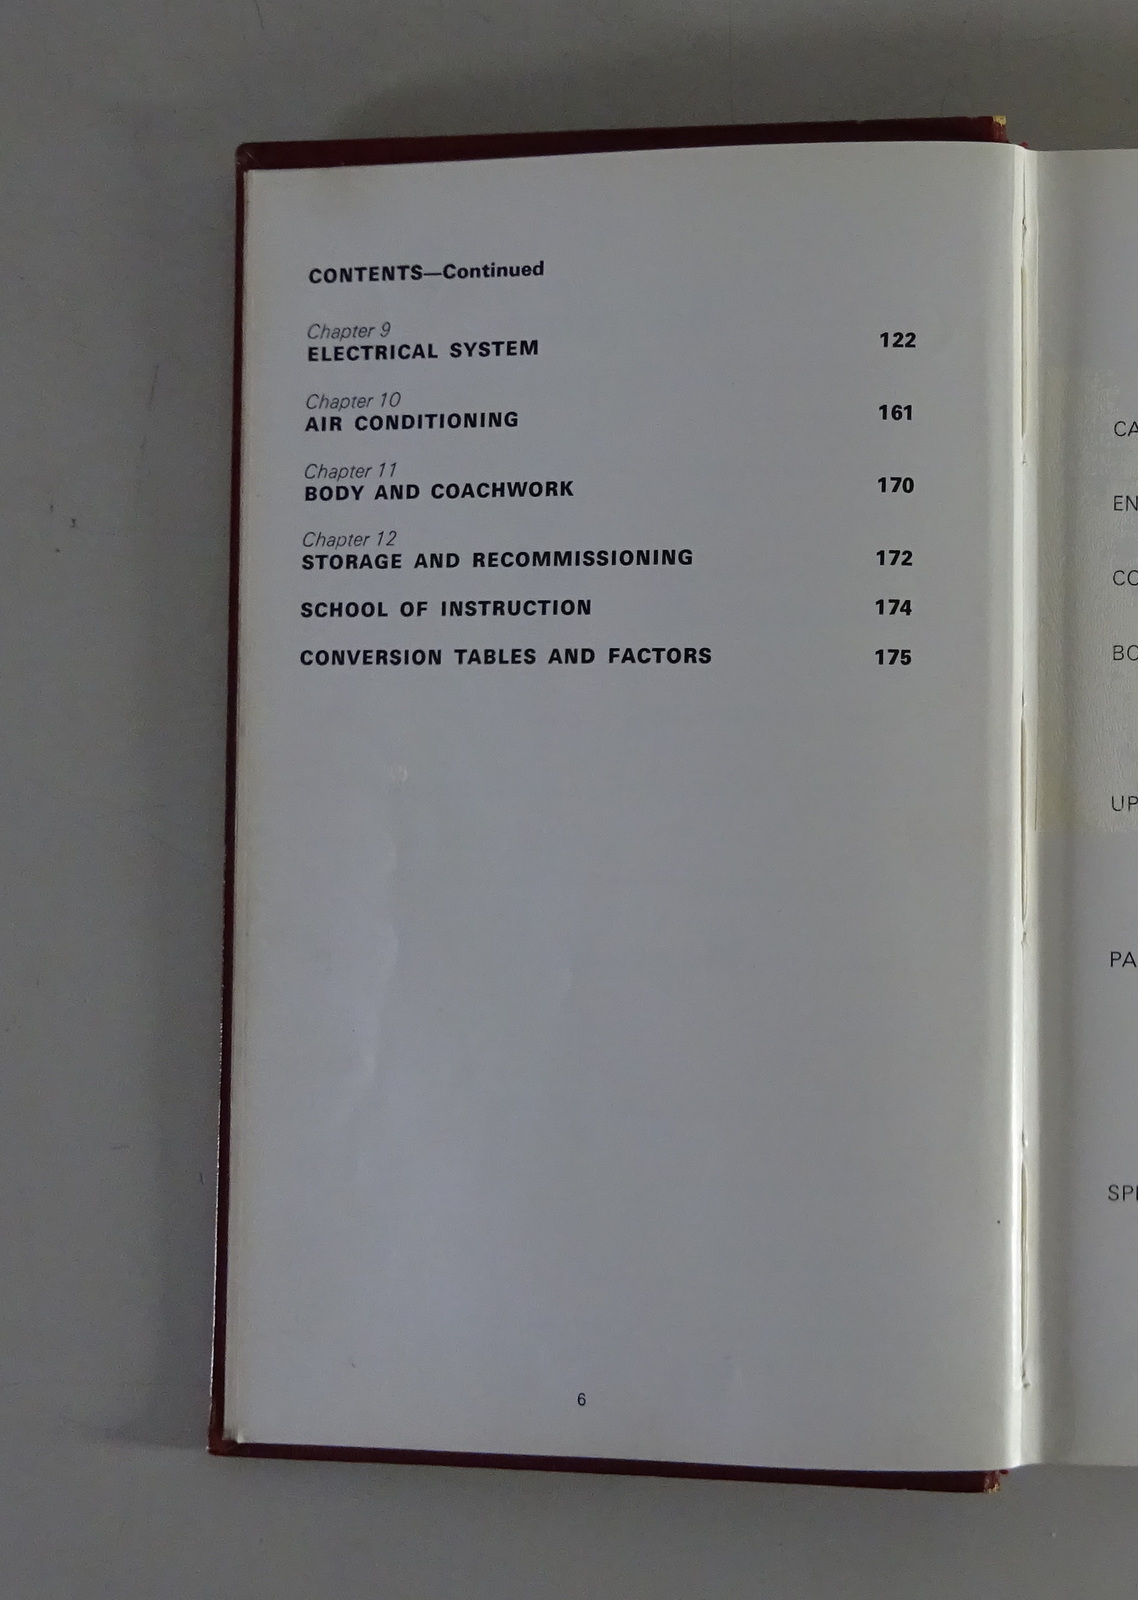 CONTENTS—Continued
Chapter 9
ELECTRICAL SYSTEM 122
Chapter 10
AIR CONDITIONING 161
Chapter 11
BODY AND COACHWORK 170
Chapter 12
STORAGE AND RECOMMISSIONING 172
SCHOOL OF INSTRUCTION 174
CONVERSION TABLES AND FACTORS 175
6